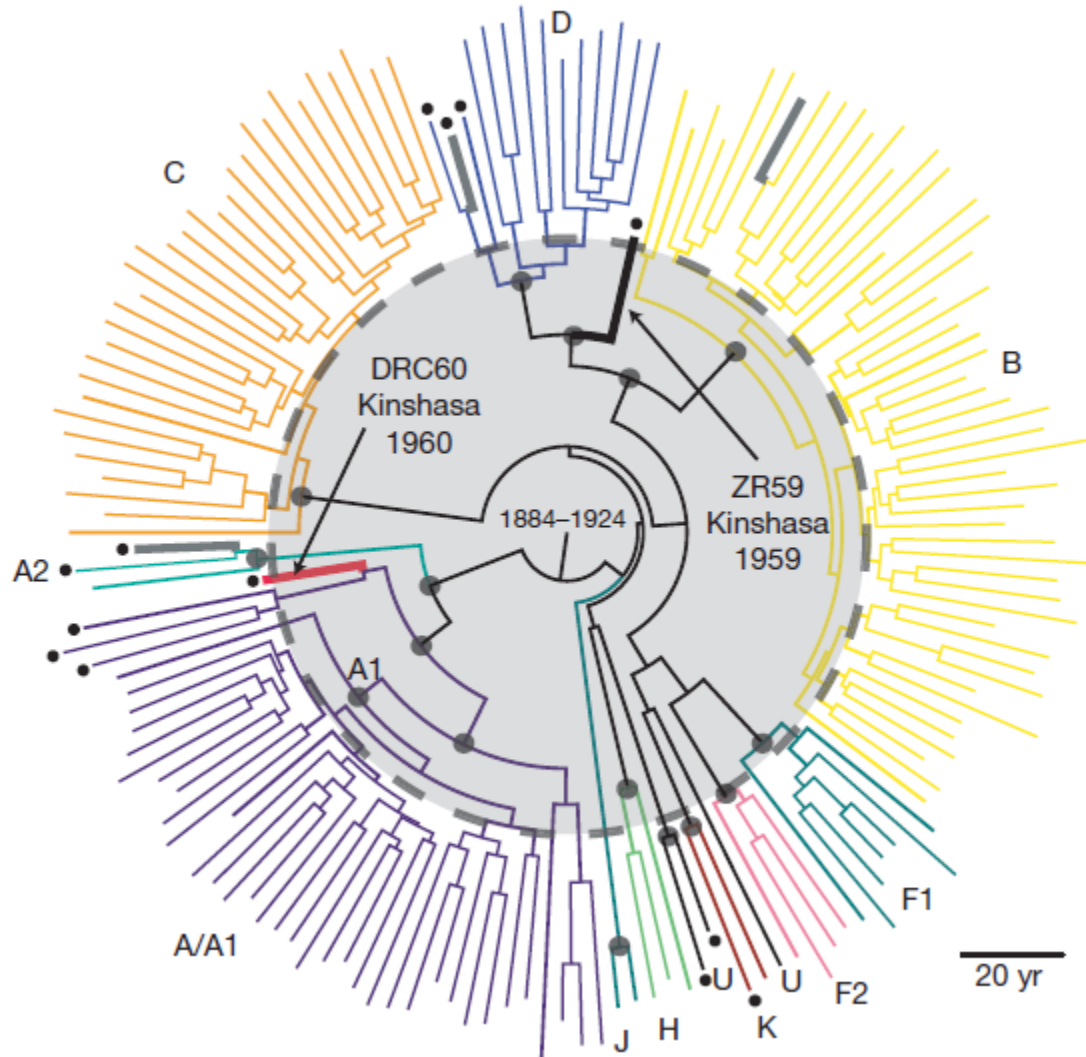 D
C
B
DRC60
Kinshasa
1960
1884–1924
ZR59
Kinshasa
1959
A2
A1
A/A1
F1
20 yr
F2
U
U
K
H
J